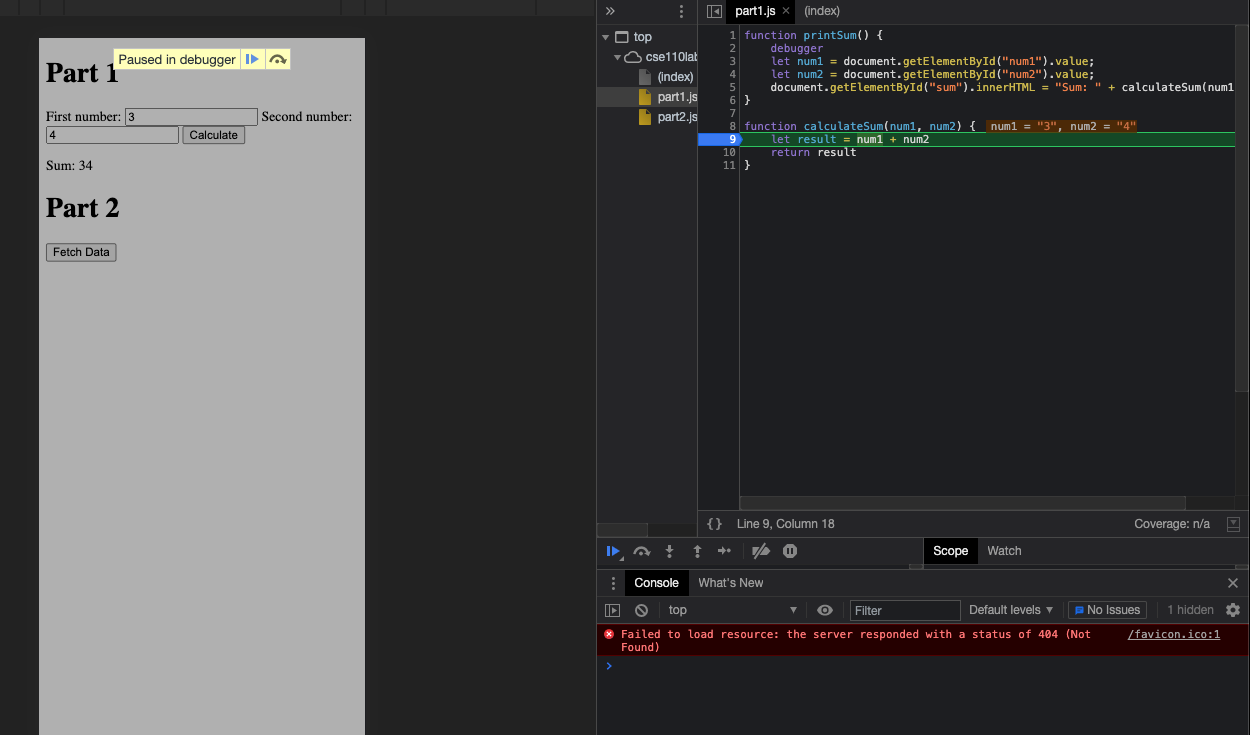 Paused in debugger
Part 1
First number: 3 Second number:
4 Calculate
Sum: 34
Part 2
Fetch Data
top
cse110lab
(index)
part1.js
part2.js
part1.js × (index)
1 function printSum() {
2 debugger
3 let num1 = document.getElementById("num1").value;
4 let num2 = document.getElementById("num2").value;
5 document.getElementById("sum").innerHTML = "Sum: " + calculateSum(num1
6 }
7
8 function calculateSum(num1, num2) { num1 = "3", num2 = "4"
9 let result = num1 + num2
10 return result
11 }
{} Line 9, Column 18 Coverage: n/a
Scope Watch
Console What's New
top Filter Default levels No Issues 1 hidden
Failed to load resource: the server responded with a status of 404 (Not /favicon.ico:1
Found)